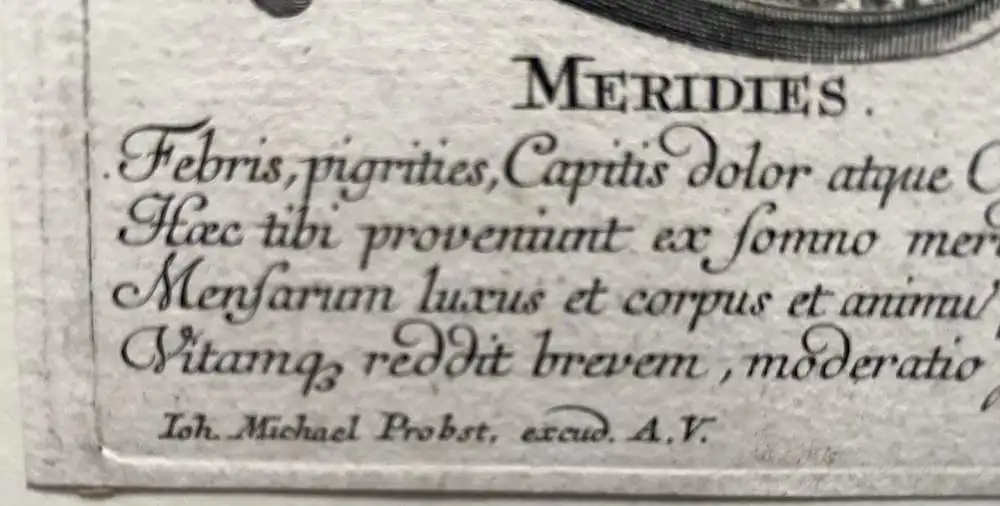 MERIDIES.
Febris, pigrities, Capitis dolor atque
Hæc tibi proveniunt ex ſomno
Menſarum luxus et corpus et
Vitamq; reddit brevem, moderatio
Ioh. Michael Probst, excud. A.V.